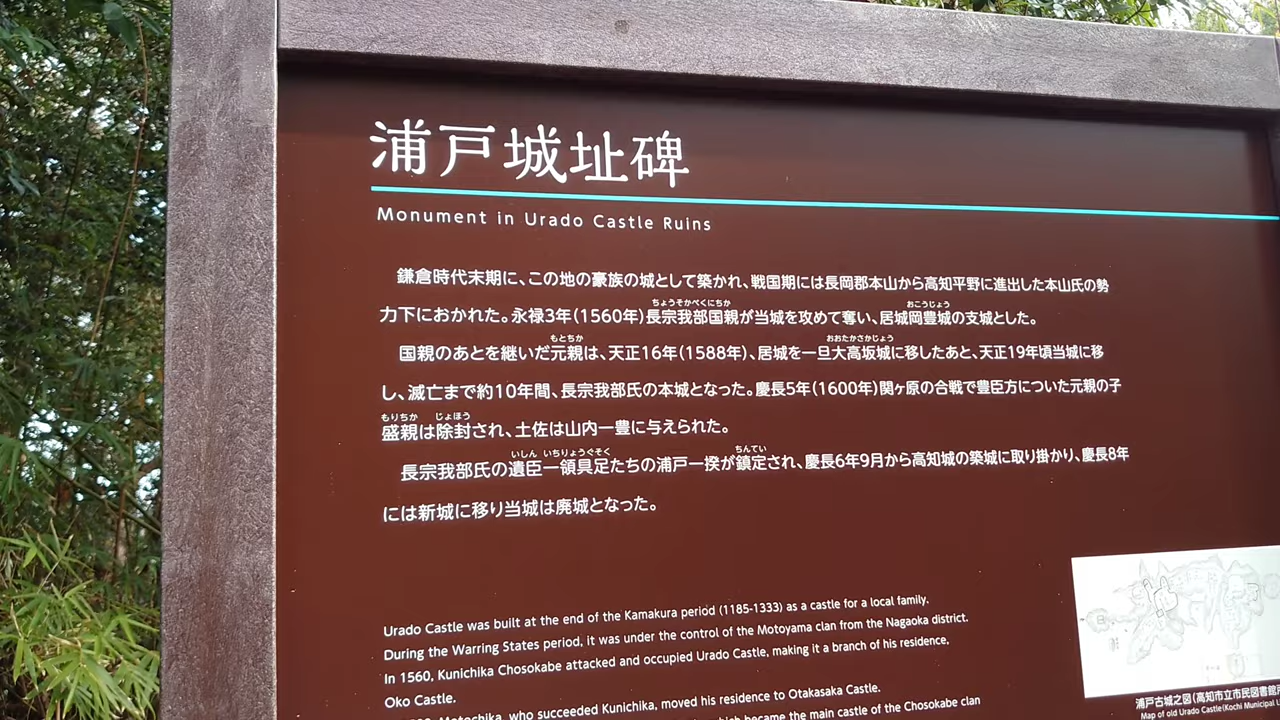 浦戸城址碑
Monument in Urado Castle Ruins
鎌倉時代末期に、この地の豪族の城として築かれ、戦国期には長岡郡本山から高知平野に進出した本山氏の勢
ちょうそかべくにちか おこうじょう
力下におかれた。永禄3年(1560年)長宗我部国親が当城を攻めて奪い、居城岡豊城の支城とした。
もとちか おおたかさかじょう
国親のあとを継いだ元親は、天正16年(1588年)、居城を一旦大高坂城に移したあと、天正19年頃当城に移
し、滅亡まで約10年間、長宗我部氏の本城となった。慶長5年(1600年)関ヶ原の合戦で豊臣方についた元親の子
もりちか じょほう
盛親は除封され、土佐は山内一豊に与えられた。
いしん いちりょうぐそく ちんてい
長宗我部氏の遺臣一領具足たちの浦戸一揆が鎮定され、慶長6年9月から高知城の築城に取り掛かり、慶長8年
には新城に移り当城は廃城となった。
Urado Castle was built at the end of the Kamakura period (1185-1333) as a castle for a local family.
During the Warring States period, it was under the control of the Motoyama clan from the Nagaoka district.
In 1560, Kunichika Chosokabe attacked and occupied Urado Castle, making it a branch of his residence,
Oko Castle.
Motochika, who succeeded Kunichika, moved his residence to Otakasaka Castle.
became the main castle of the Chosokabe clan
浦戸古城之図(高知市立市民図書館
Map of old Urado Castle(Kochi Municipal